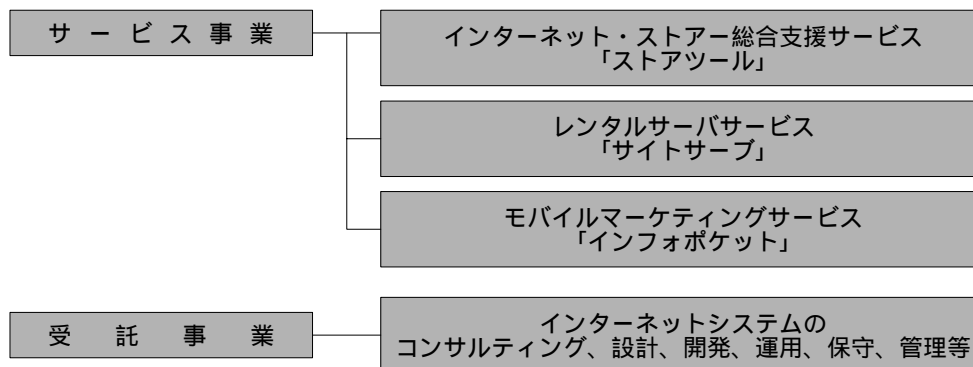 サービス事業
インターネット・ストアー総合支援サービス
「ストアツール」
レンタルサーバサービス
「サイトサーブ」
モバイルマーケティングサービス
「インフォポケット」
受託事業
インターネットシステムの
コンサルティング、設計、開発、運用、保守、管理等